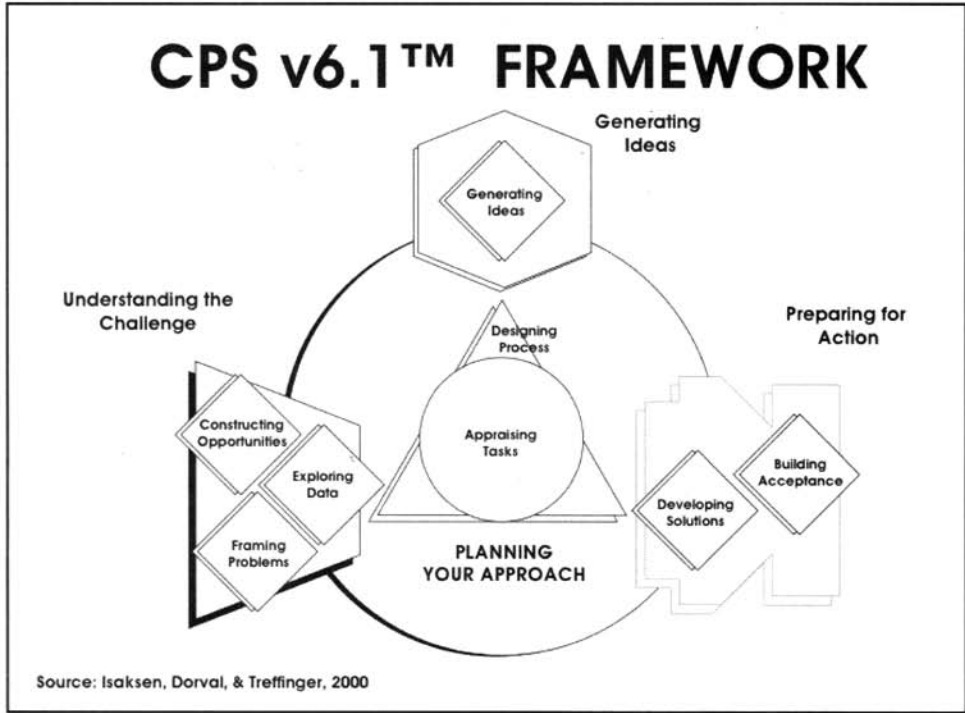 CPS v6.1™ FRAMEWORK
Generating
Ideas
Generating
Ideas
Understanding the
Challenge
Preparing for
Action
Designing
Process
Constructing
Opportunities
Appraising
Tasks
Exploring
Data
Building
Acceptance
Developing
Solutions
Framing
Problems
PLANNING
YOUR APPROACH
Source: Isaksen, Dorval, & Treffinger, 2000